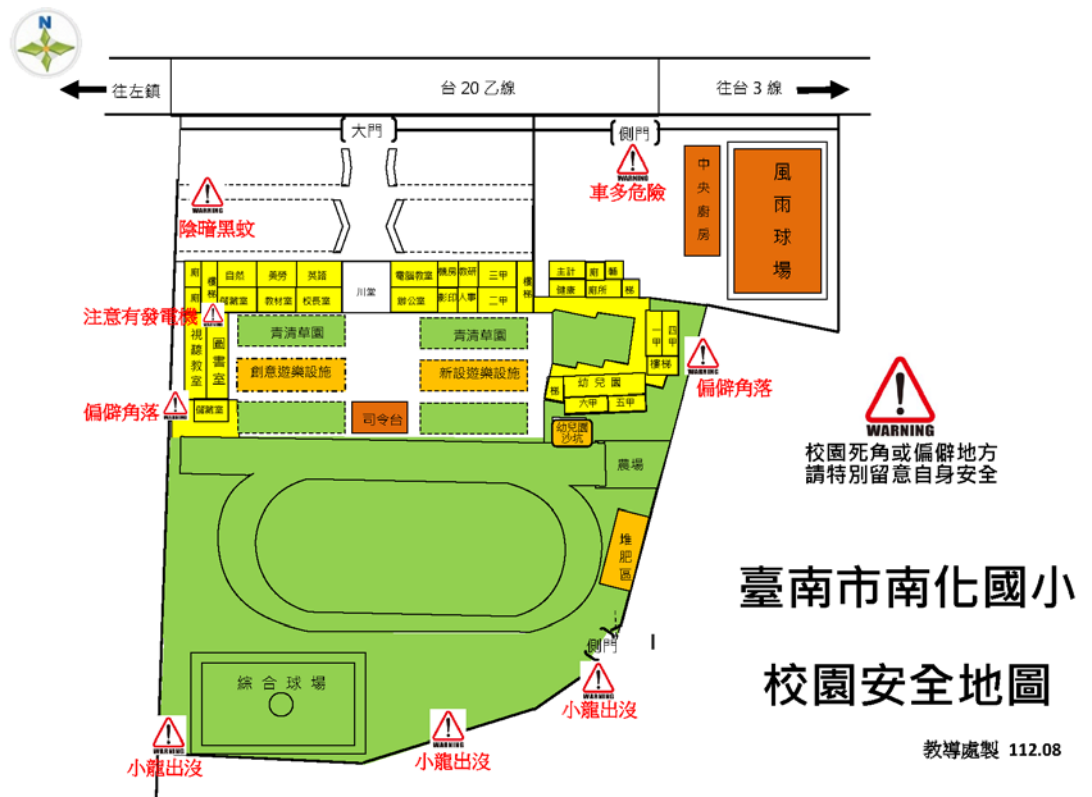 N
往左鎮
台 20 乙線
往台 3 線
大門
側門
WARNING
車多危險
中央廚房
風雨球場
WARNING
陰暗黑蚊
廁
樓梯
自然
美勞
英語
川堂
電腦教室
機房
教研
三甲
樓梯
主計
廁
輔
廁
儲藏室
教材室
校長室
辦公室
影印
人事
二甲
健康
廁所
梯
注意有發電機
WARNING
視聽教室
圖書室
青清草園
青清草園
一甲
四甲
樓梯
WARNING
偏僻角落
創意遊樂設施
新設遊樂設施
幼兒園
梯
六甲
五甲
偏僻角落
WARNING
儲藏室
司令台
幼兒園
沙坑
農場
WARNING
校園死角或偏僻地方
請特別留意自身安全
堆肥區
臺南市南化國小
校園安全地圖
側門
WARNING
小龍出沒
綜合球場
WARNING
小龍出沒
WARNING
小龍出沒
教導處製 112.08